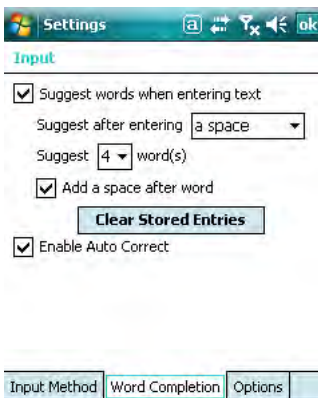 Settings
a
ok
Input
Suggest words when entering text
Suggest after entering a space
Suggest 4 word(s)
Add a space after word
Clear Stored Entries
Enable Auto Correct
Input Method Word Completion Options